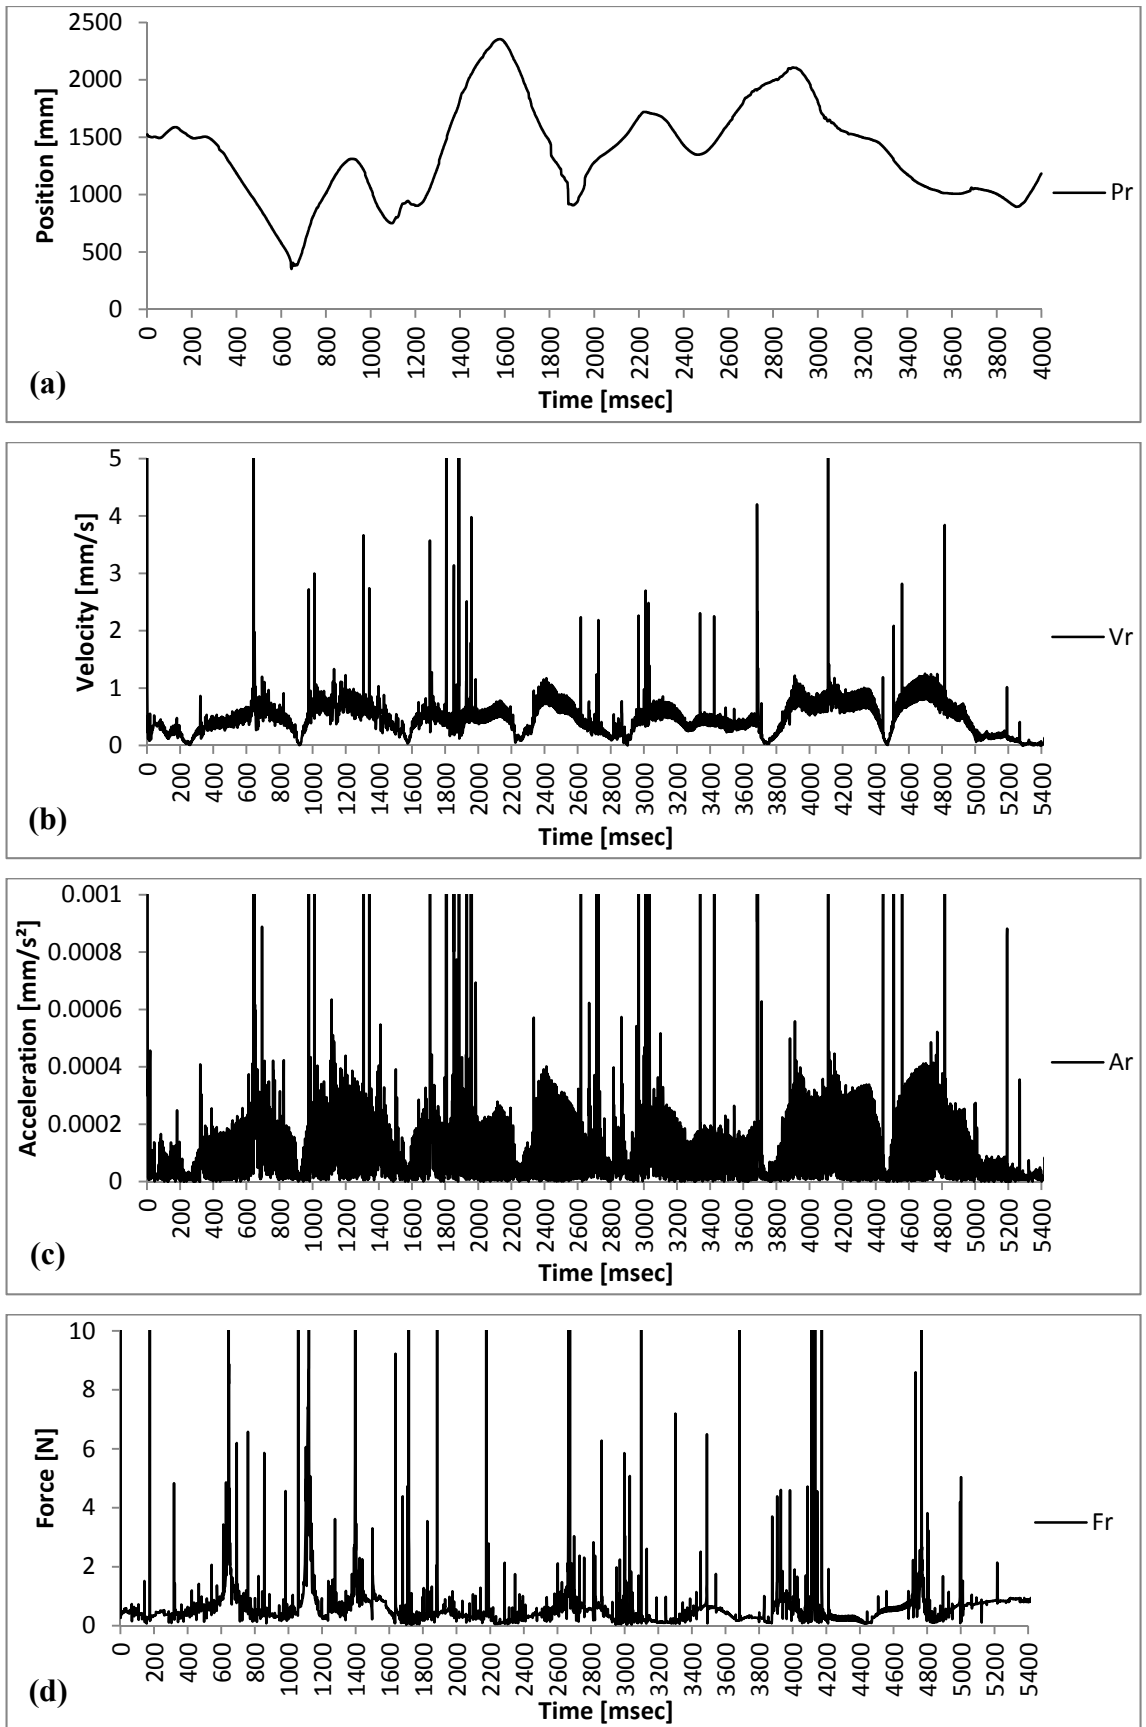 2500
2000
1500
1000
500
0
Position [mm]
0 200 400 600 800 1000 1200 1400 1600 1800 2000 2200 2400 2600 2800 3000 3200 3400 3600 3800 4000
Time [msec]
Pr
(a)
5
4
3
2
1
0
Velocity [mm/s]
0 200 400 600 800 1000 1200 1400 1600 1800 2000 2200 2400 2600 2800 3000 3200 3400 3600 3800 4000 4200 4400 4600 4800 5000 5200 5400
Time [msec]
Vr
(b)
0.001
0.0008
0.0006
0.0004
0.0002
0
Acceleration [mm/s²]
0 200 400 600 800 1000 1200 1400 1600 1800 2000 2200 2400 2600 2800 3000 3200 3400 3600 3800 4000 4200 4400 4600 4800 5000 5200 5400
Time [msec]
Ar
(c)
10
8
6
4
2
0
Force [N]
0 200 400 600 800 1000 1200 1400 1600 1800 2000 2200 2400 2600 2800 3000 3200 3400 3600 3800 4000 4200 4400 4600 4800 5000 5200 5400
Time [msec]
Fr
(d)